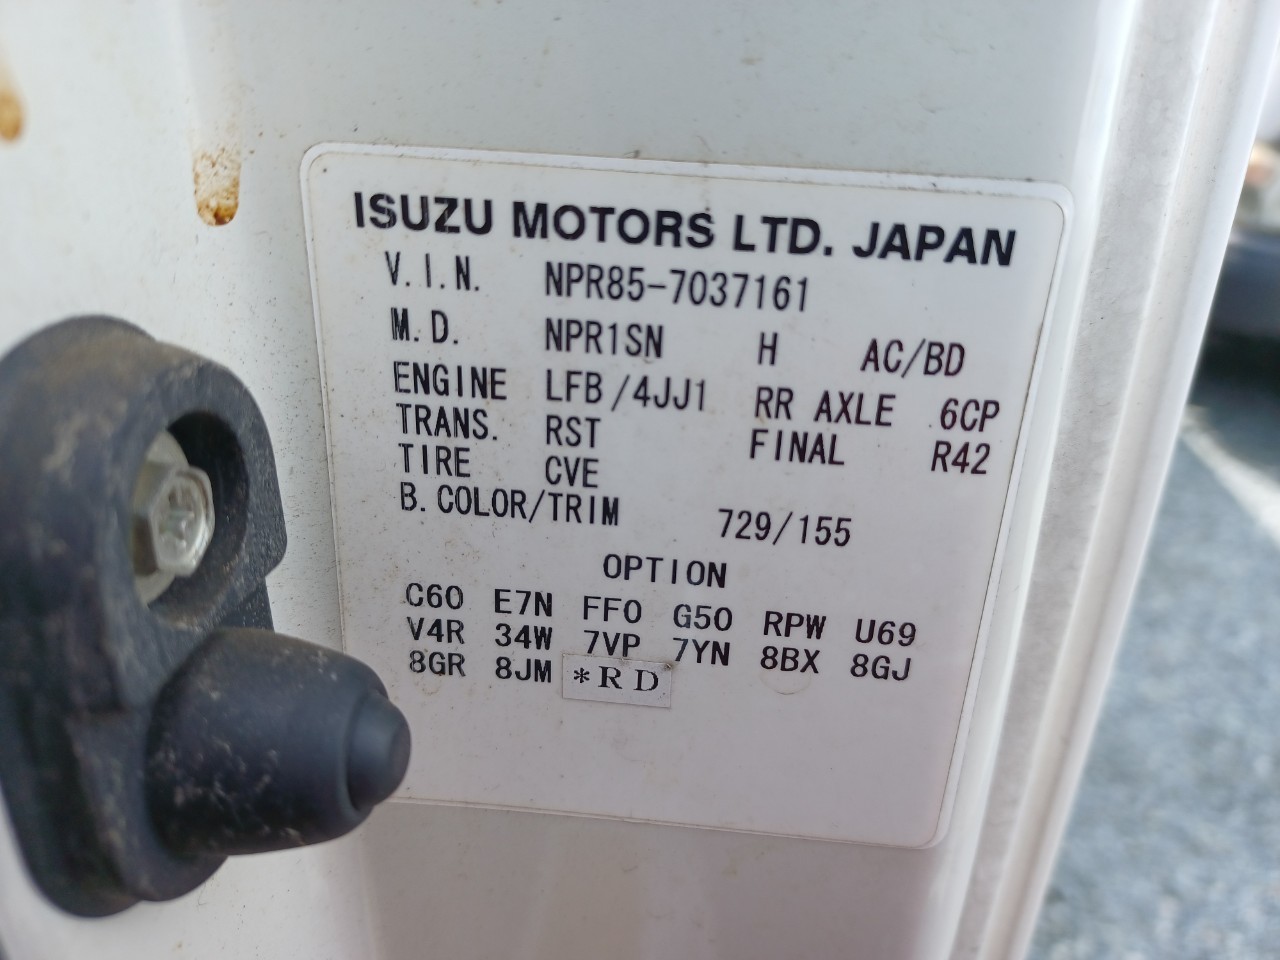 ISUZU MOTORS LTD. JAPAN
V.I.N. NPR85-7037161
M.D. NPR1SN H AC/BD
ENGINE LFB/4JJ1 RR AXLE 6CP
TRANS. RST FINAL R42
TIRE CVE
B.COLOR/TRIM 729/155
OPTION
C60 E7N FF0 G50 RPW U69
V4R 34W 7VP 7YN 8BX 8GJ
8GR 8JM *RD